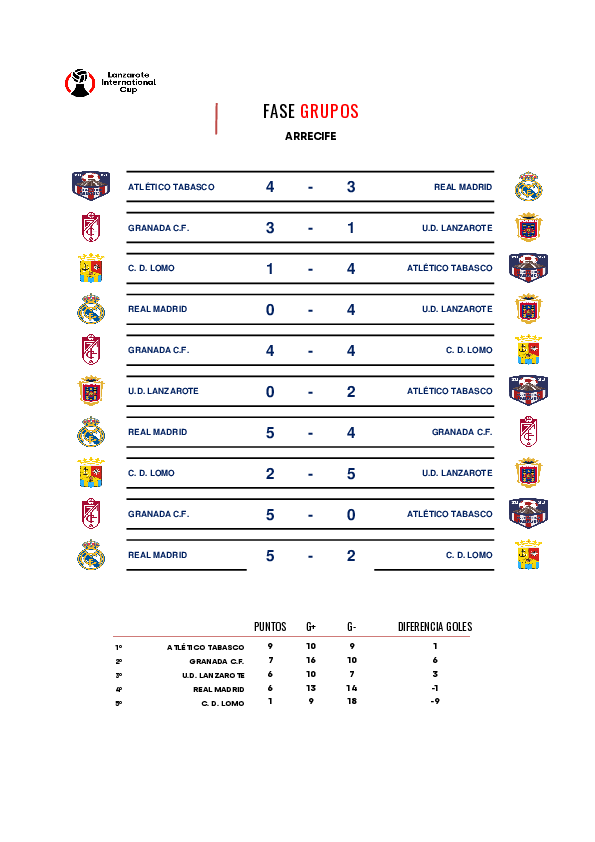 Lanzarote
International
Cup
FASE GRUPOS
ARRECIFE
ATLÉTICO TABASCO 4 - 3 REAL MADRID
GRANADA C.F. 3 - 1 U.D. LANZAROTE
C. D. LOMO 1 - 4 ATLÉTICO TABASCO
REAL MADRID 0 - 4 U.D. LANZAROTE
GRANADA C.F. 4 - 4 C. D. LOMO
U.D. LANZAROTE 0 - 2 ATLÉTICO TABASCO
REAL MADRID 5 - 4 GRANADA C.F.
C. D. LOMO 2 - 5 U.D. LANZAROTE
GRANADA C.F. 5 - 0 ATLÉTICO TABASCO
REAL MADRID 5 - 2 C. D. LOMO
PUNTOS G+ G- DIFERENCIA GOLES
1º ATLÉTICO TABASCO 9 10 9 1
2º GRANADA C.F. 7 16 10 6
3º U.D. LANZAROTE 6 10 7 3
4º REAL MADRID 6 13 14 -1
5º C. D. LOMO 1 9 18 -9